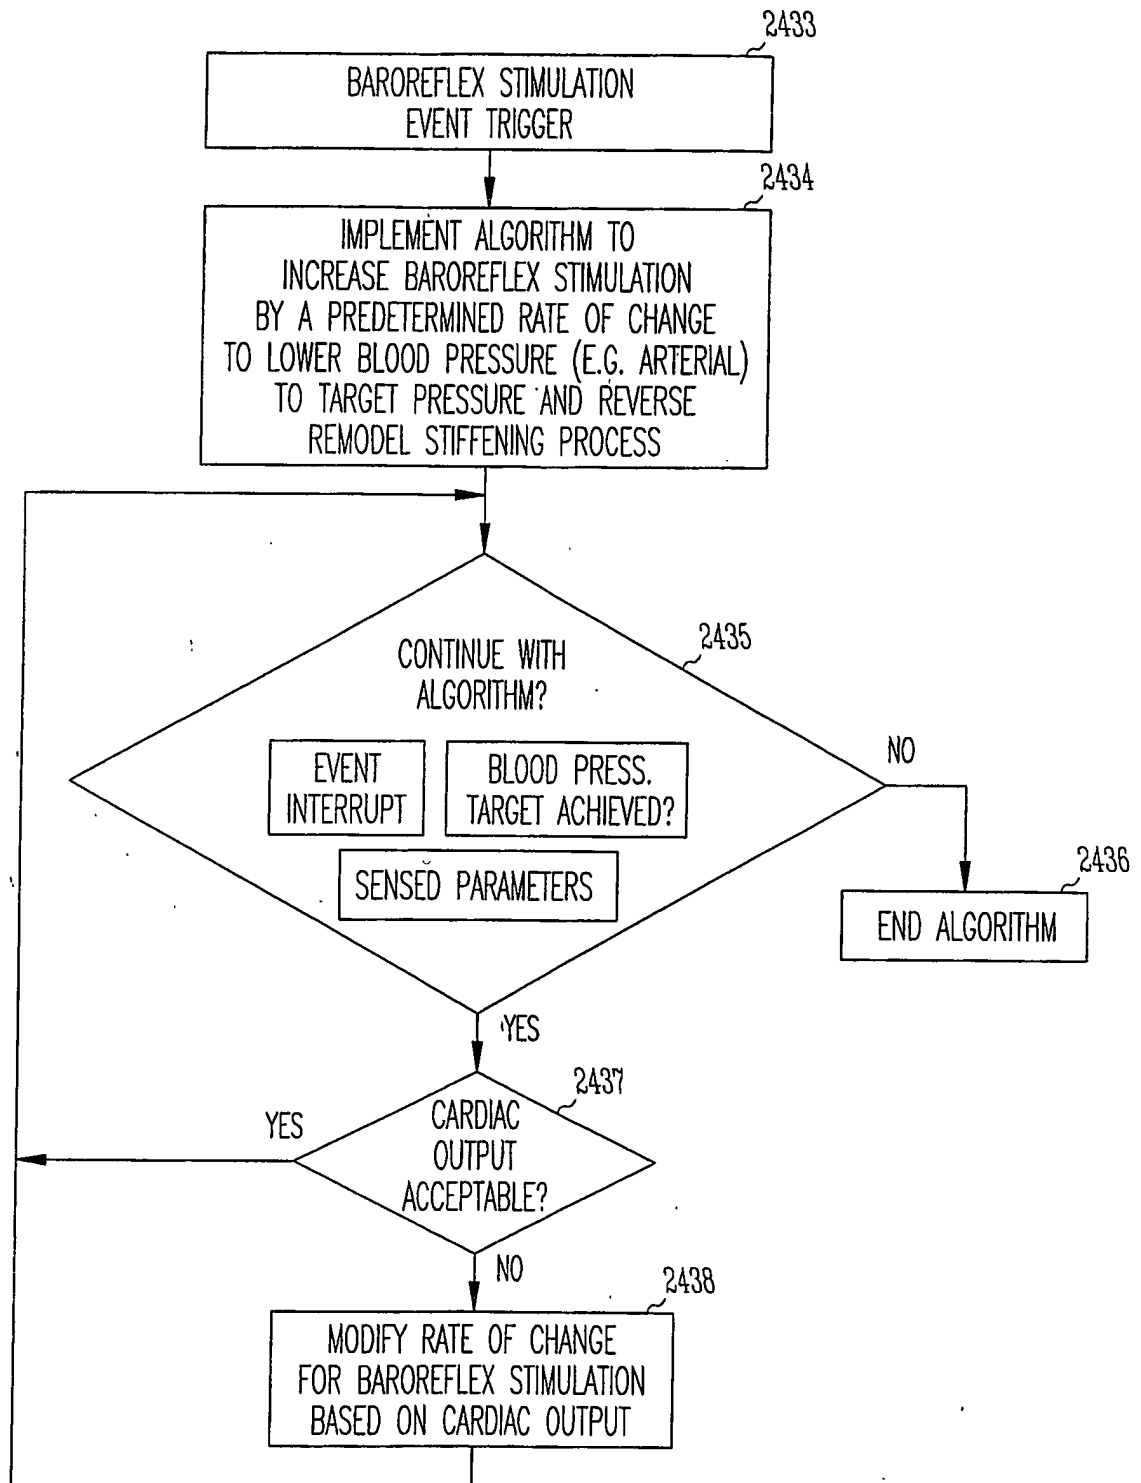 2433
BAROREFLEX STIMULATION
EVENT TRIGGER
2434
IMPLEMENT ALGORITHM TO
INCREASE BAROREFLEX STIMULATION
BY A PREDETERMINED RATE OF CHANGE
TO LOWER BLOOD PRESSURE (E.G. ARTERIAL)
TO TARGET PRESSURE AND REVERSE
REMODEL STIFFENING PROCESS
2435
CONTINUE WITH
ALGORITHM?
NO
EVENT
INTERRUPT
BLOOD PRESS.
TARGET ACHIEVED?
SENSED PARAMETERS
2436
END ALGORITHM
YES
2437
YES
CARDIAC
OUTPUT
ACCEPTABLE?
NO
2438
MODIFY RATE OF CHANGE
FOR BAROREFLEX STIMULATION
BASED ON CARDIAC OUTPUT